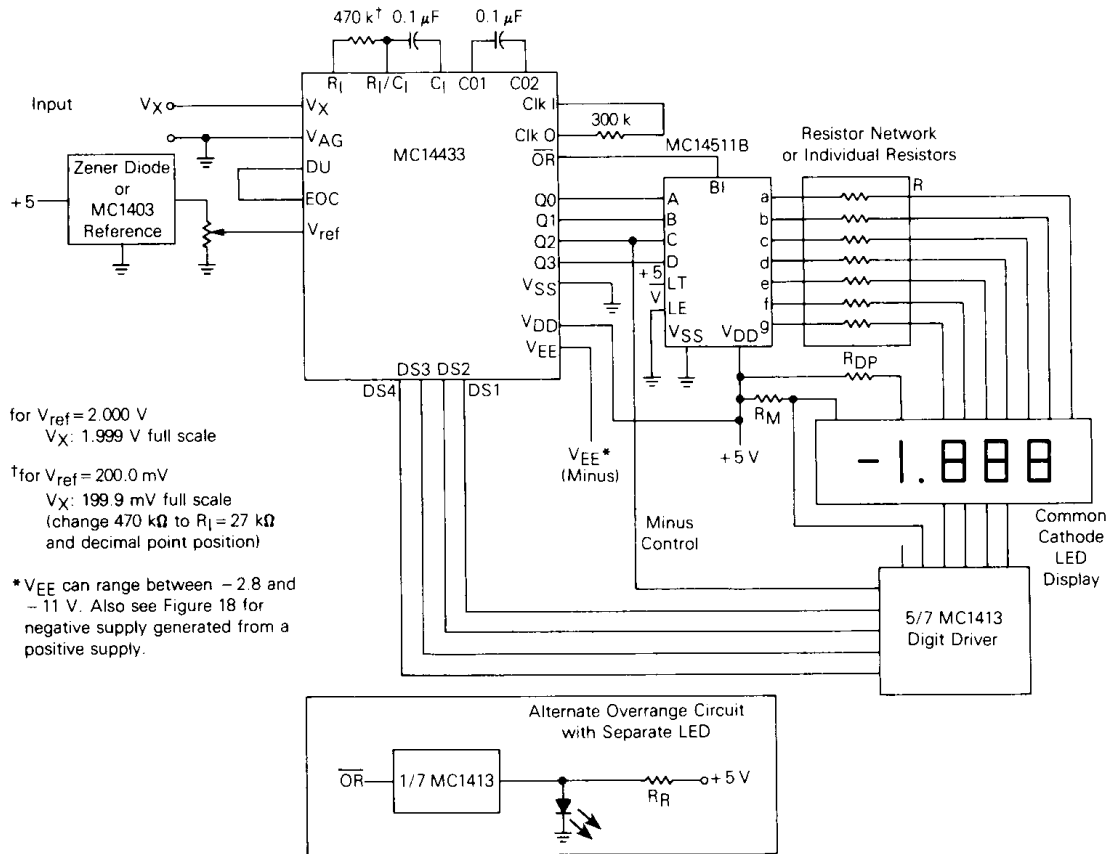 470 k† 0.1 µF 0.1 µF
RI RI/CI CI C01 C02
Input VX VX Clk I
300 k
VAG Clk O
MC14433 OR MC14511B Resistor Network
or Individual Resistors
Zener Diode
or
MC1403
Reference
DU
EOC
+5
Vref
BI
R
Q0 A a
Q1 B b
Q2 C c
Q3 D d
+5
V
LT e
VSS LE f
VSS VDD g
VDD
VEE
RDP
RM
DS4 DS3 DS2 DS1
VEE*
(Minus)
+5 V
-1.888
Common
Cathode
LED
Display
Minus
Control
5/7 MC1413
Digit Driver
for Vref = 2.000 V
VX: 1.999 V full scale
† for Vref = 200.0 mV
VX: 199.9 mV full scale
(change 470 kΩ to RI = 27 kΩ
and decimal point position)
* VEE can range between −2.8 and
−11 V. Also see Figure 18 for
negative supply generated from a
positive supply.
Alternate Overrange Circuit
with Separate LED
OR 1/7 MC1413 RR +5 V